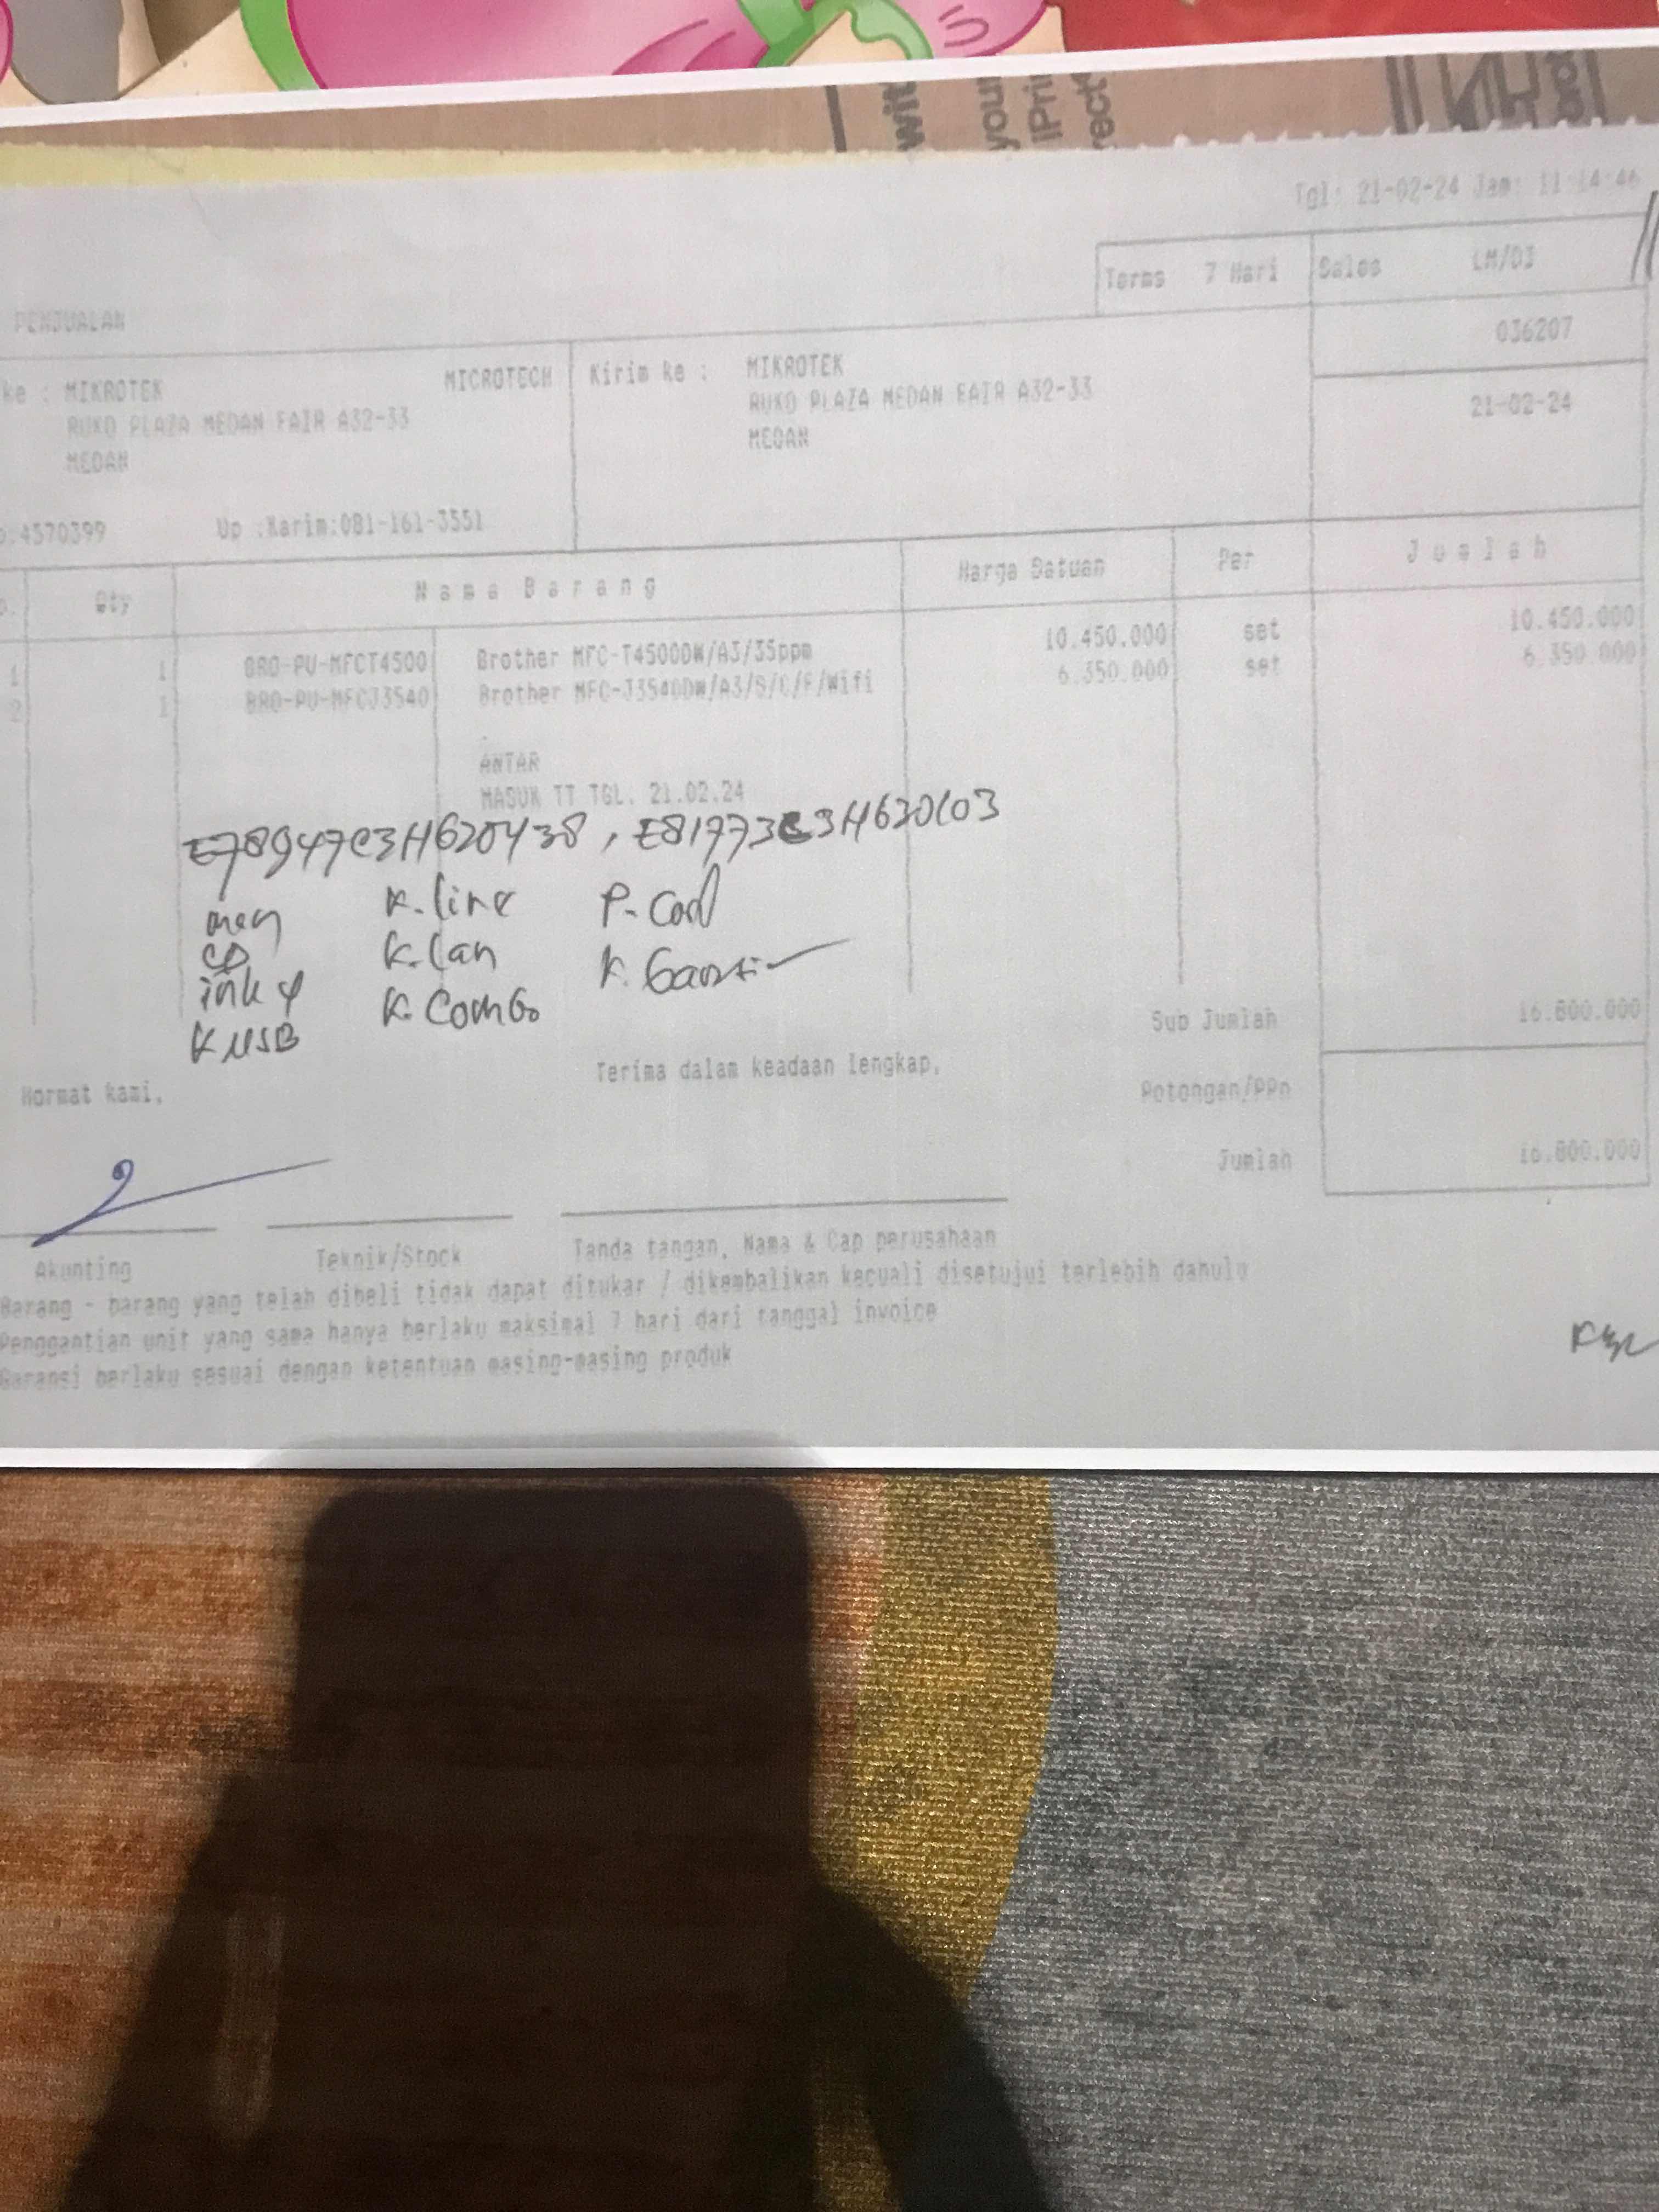 with
your
Tgl: 21-02-24 Jam: 11:14:46
Terms 7 Hari Sales LM/03
PENJUALAN
036207
ke : MIKROTEK MICROTECH Kirim ke : MIKROTEK
RUKO PLAZA MEDAN FAIR A32-33 RUKO PLAZA MEDAN FAIR A32-33 21-02-24
MEDAN MEDAN
:4570399 Up :Karim:081-161-3551
Qty Nama Barang Harga Satuan Per Jumlah
1 1 BRO-PU-MFCT4500 Brother MFC-T4500DW/A3/35ppm 10.450.000 set 10.450.000
2 1 BRO-PU-MFCJ3540 Brother MFC-J3540DW/A3/S/C/F/Wifi 6.350.000 set 6.350.000
ANTAR
MASUK TT TGL. 21.02.24
E78947C3H620438 , E81773C3H630103
K. line P. Cord
CD K. lan K. Garansi
ink 4 K. Combo
K USB
Sub Jumlah 16.800.000
Hormat kami, Terima dalam keadaan lengkap,
Potongan/PPn
Jumlah 16.800.000
Akunting Teknik/Stock Tanda tangan, Nama & Cap perusahaan
Barang - barang yang telah dibeli tidak dapat ditukar / dikembalikan kecuali disetujui terlebih dahulu
Penggantian unit yang sama hanya berlaku maksimal 7 hari dari tanggal invoice
Garansi berlaku sesuai dengan ketentuan masing-masing produk